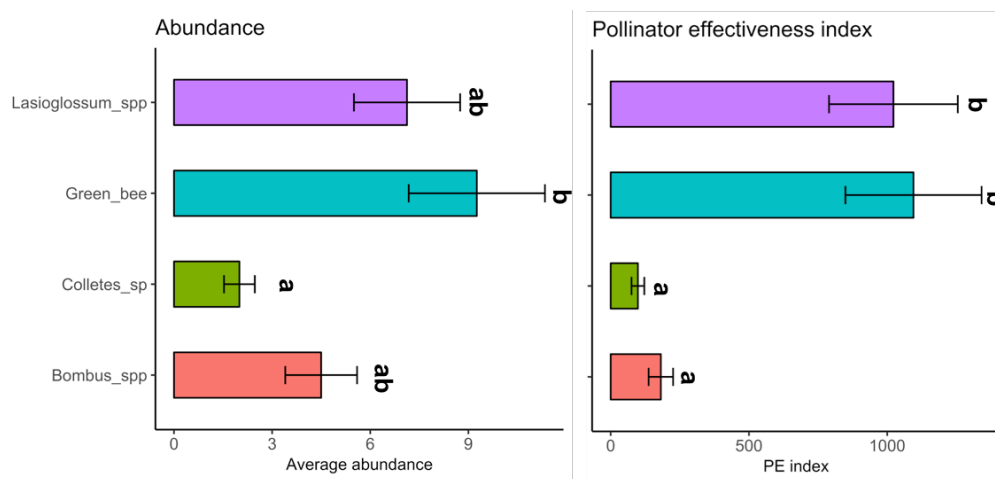 Abundance
Lasioglossum_spp
ab
Green_bee
b
Colletes_sp
a
Bombus_spp
ab
0 3 6 9
Average abundance
Pollinator effectiveness index
b
b
a
a
0 500 1000
PE index